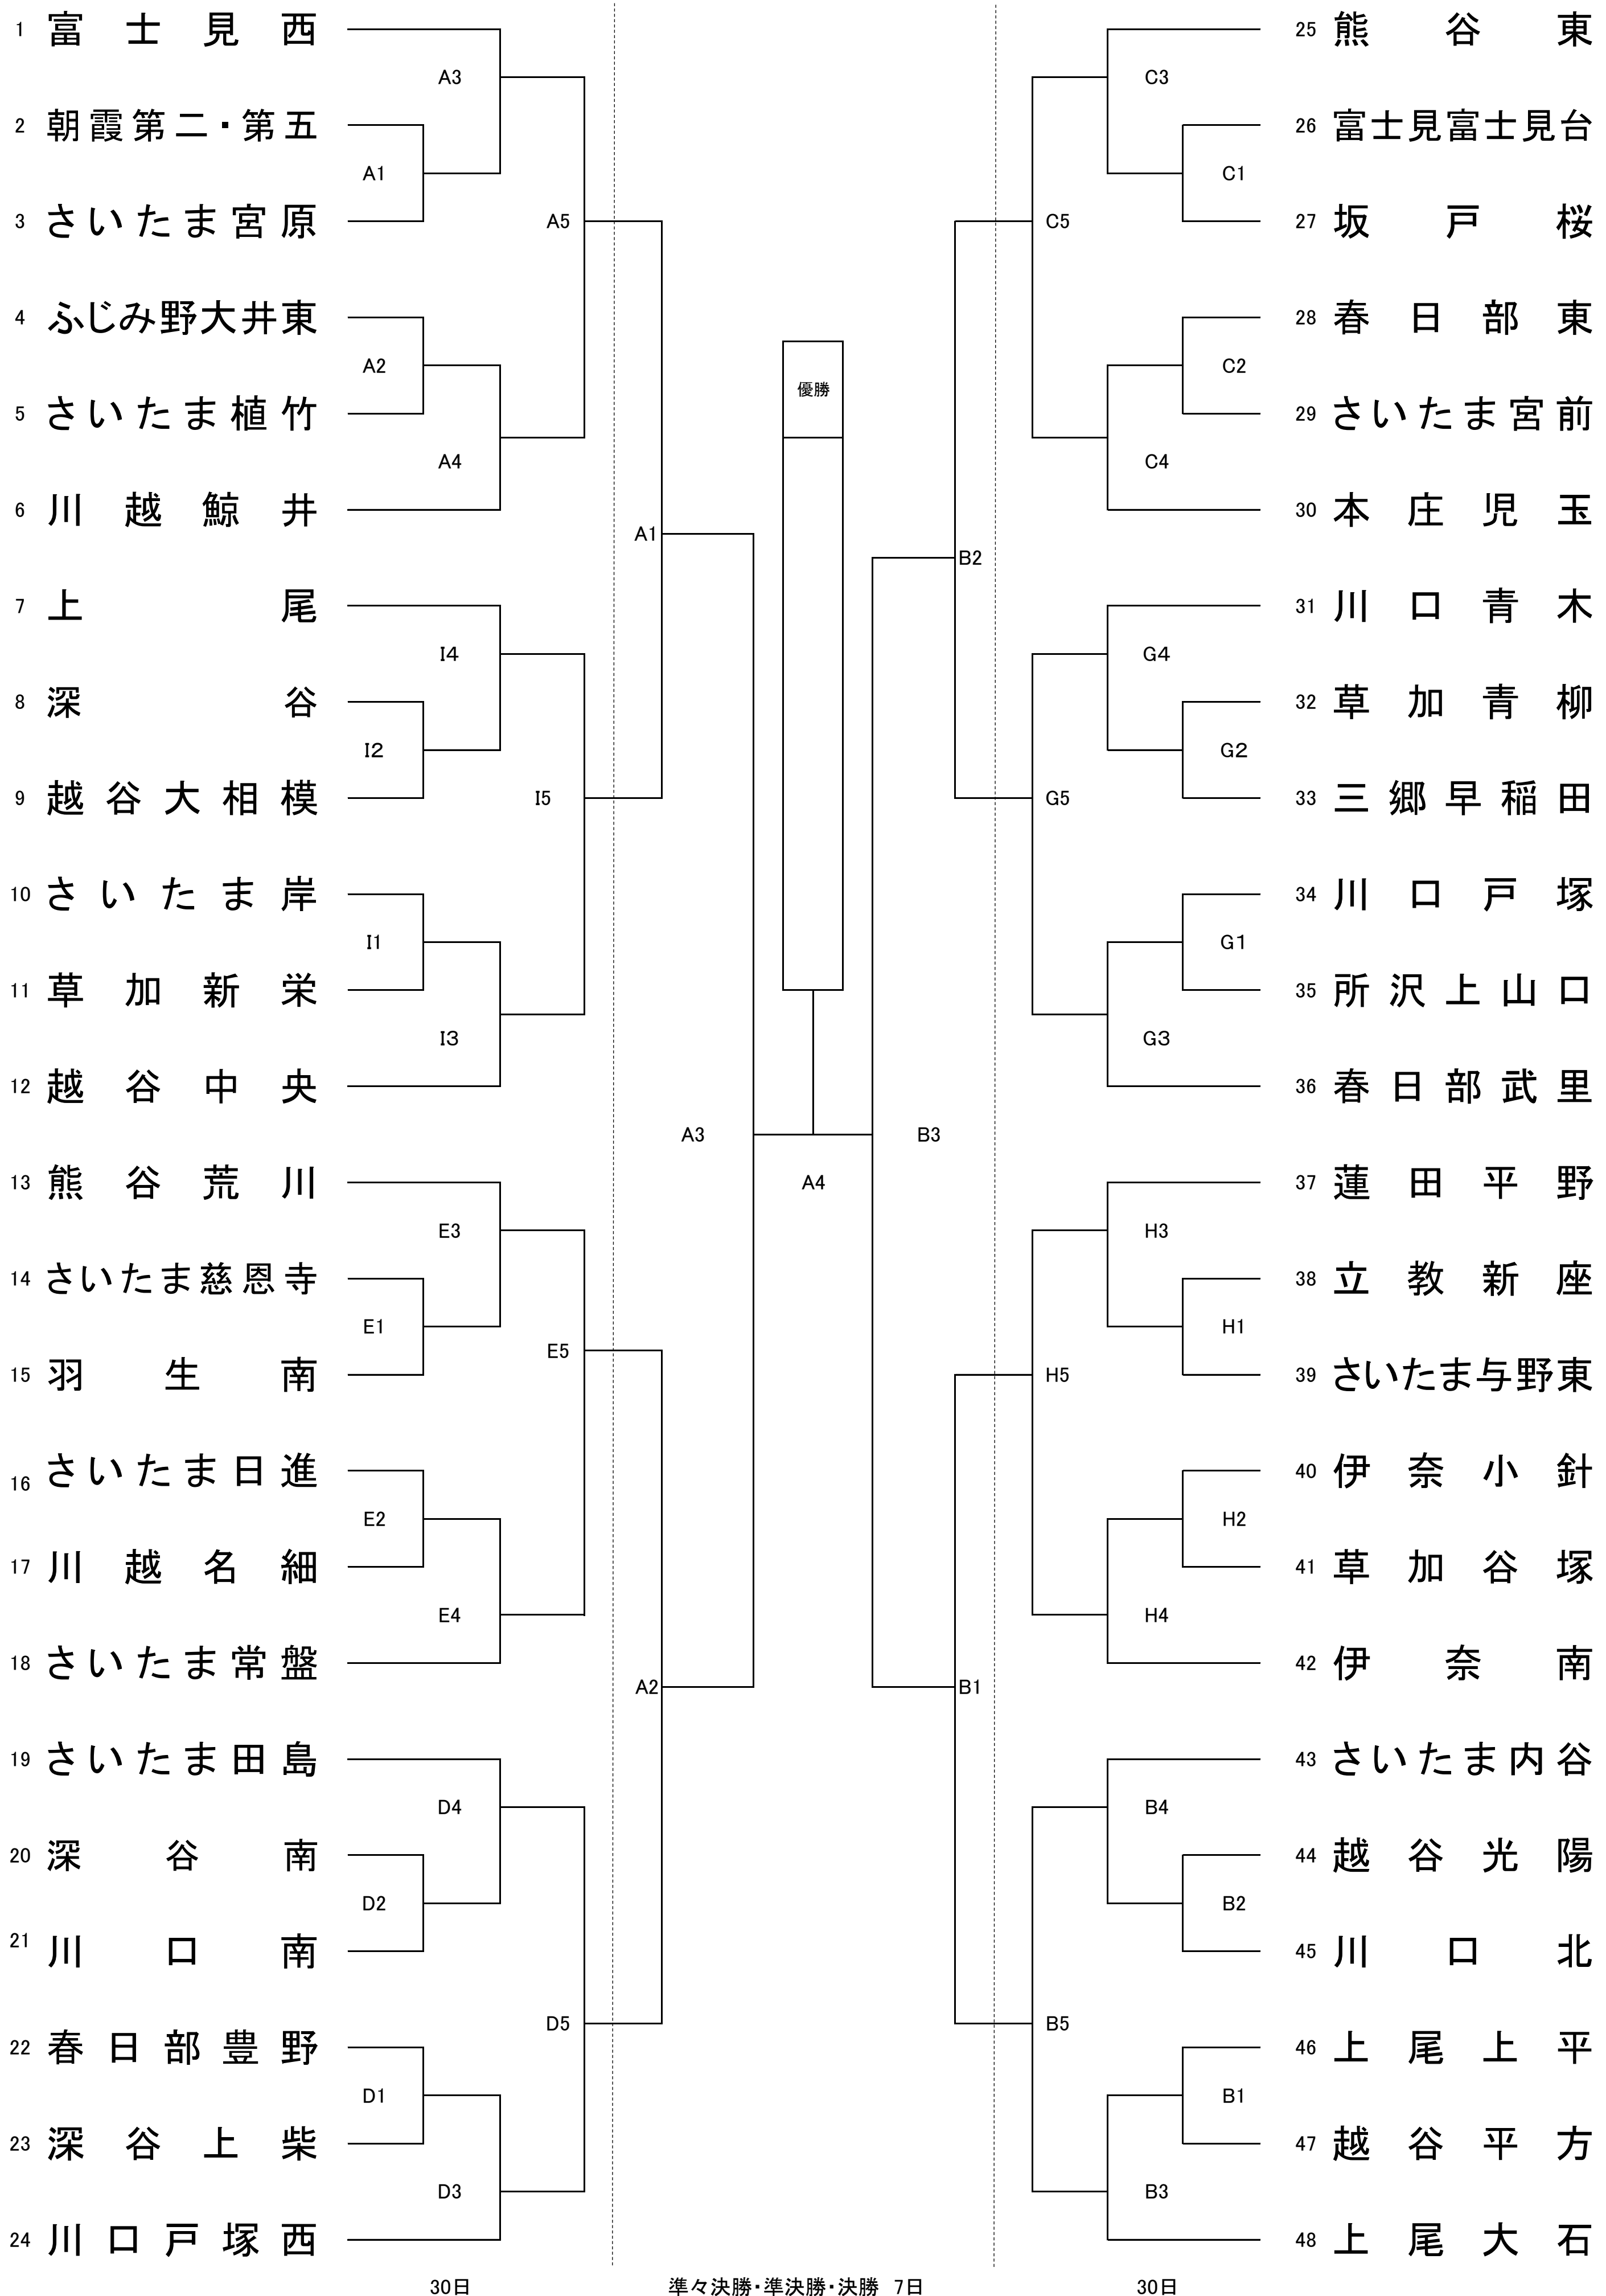 1 富士見西
A3
2 朝霞第二・第五
A1
3 さいたま宮原
A5
4 ふじみ野大井東
A2
5 さいたま植竹
A4
6 川越鯨井
A1
7 上尾
I4
8 深谷
I2
9 越谷大相模
I5
10 さいたま岸
I1
11 草加新栄
I3
12 越谷中央
A3
13 熊谷荒川
E3
14 さいたま慈恩寺
E1
15 羽生南
E5
16 さいたま日進
E2
17 川越名細
E4
18 さいたま常盤
A2
19 さいたま田島
D4
20 深谷南
D2
21 川口南
D5
22 春日部豊野
D1
23 深谷上柴
D3
24 川口戸塚西
30日
優勝
A4
準々決勝・準決勝・決勝 7日
25 熊谷東
C3
26 富士見富士見台
C1
27 坂戸桜
C5
28 春日部東
C2
29 さいたま宮前
C4
30 本庄児玉
B2
31 川口青木
G4
32 草加青柳
G2
33 三郷早稲田
G5
34 川口戸塚
G1
35 所沢上山口
G3
36 春日部武里
B3
37 蓮田平野
H3
38 立教新座
H1
39 さいたま与野東
H5
40 伊奈小針
H2
41 草加谷塚
H4
42 伊奈南
B1
43 さいたま内谷
B4
44 越谷光陽
B2
45 川口北
B5
46 上尾上平
B1
47 越谷平方
B3
48 上尾大石
30日